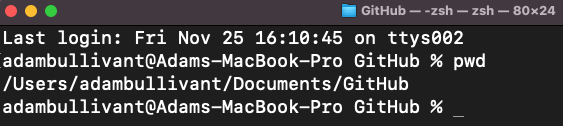 GitHub — -zsh — zsh — 80×24
Last login: Fri Nov 25 16:10:45 on ttys002
[adambullivant@Adams-MacBook-Pro GitHub % pwd
/Users/adambullivant/Documents/GitHub
adambullivant@Adams-MacBook-Pro GitHub % _